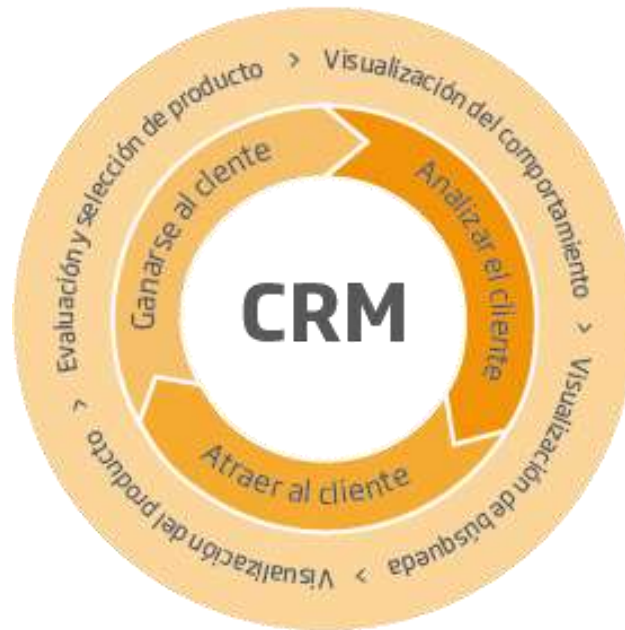 Visualización del comportamiento >
Visualización de búsqueda >
Visualización del producto >
Evaluación y selección de producto >
Analizar el cliente
Atraer al cliente
Ganarse al clente
CRM